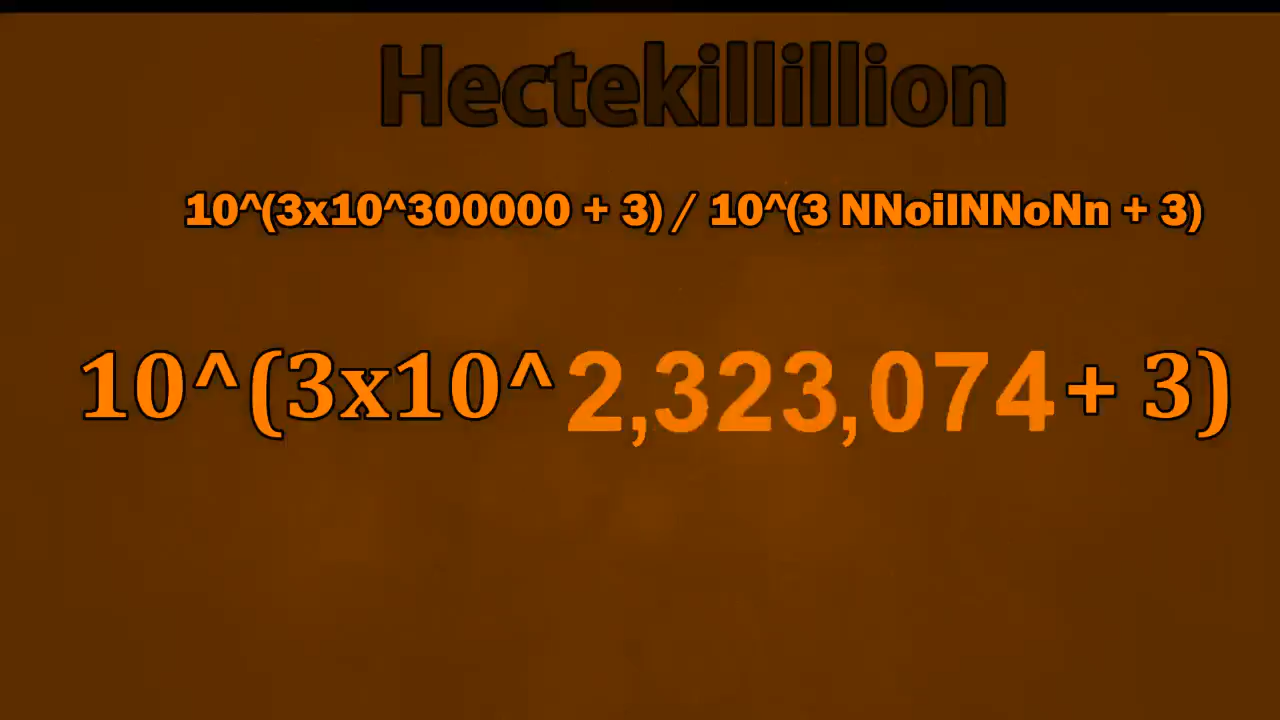 Hectekillillion
10^(3x10^300000 + 3) / 10^(3 NNoilNNoNn + 3)
10^(3x10^2,323,074 + 3)